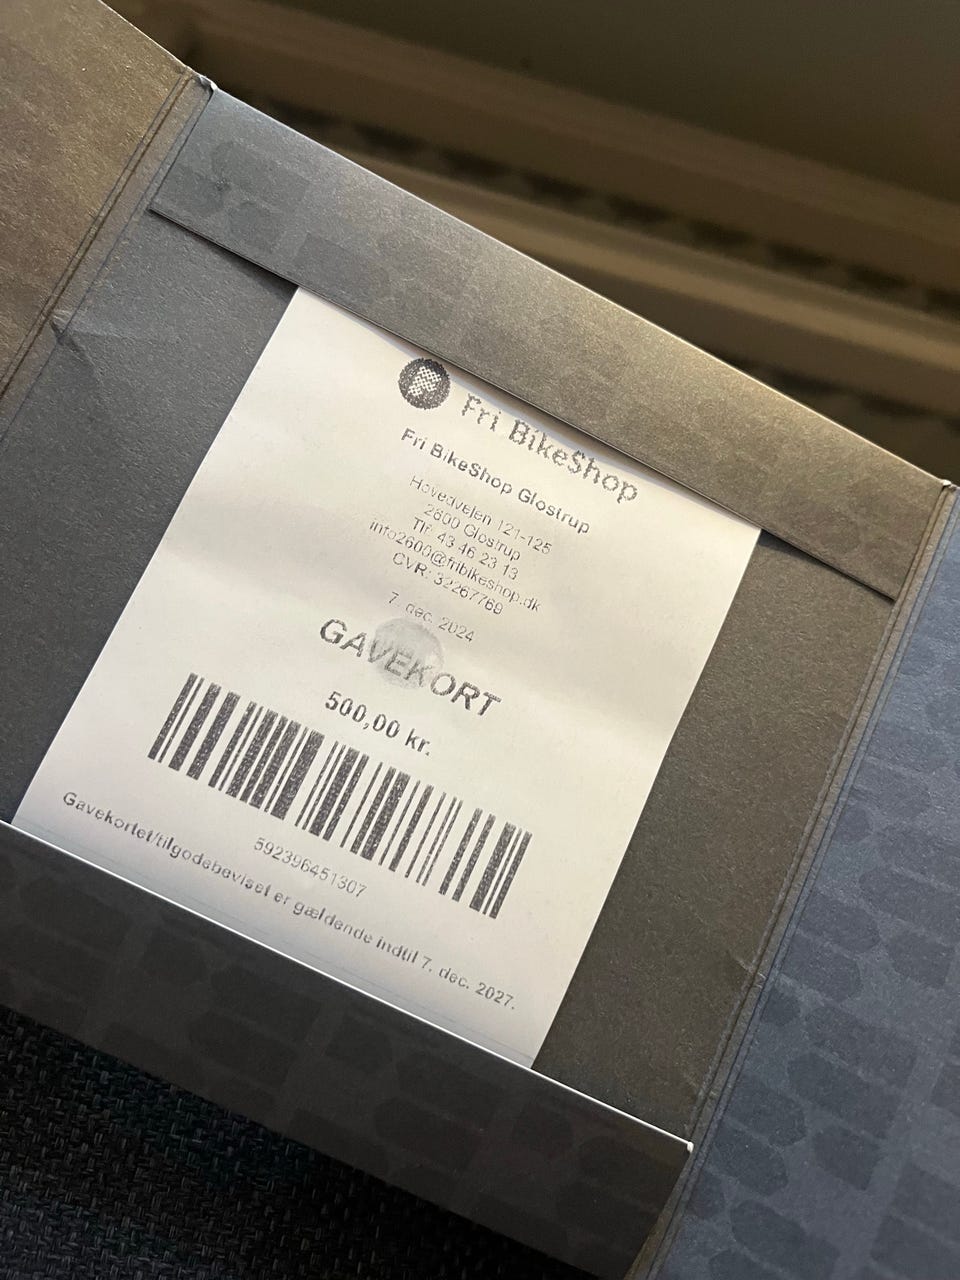 Fri BikeShop
Fri BikeShop Glostrup
Hovedvejen 121-125
2600 Glostrup
Tlf. 43 46 23 13
info2600@fribikeshop.dk
CVR: 32267769
7. dec. 2024
GAVEKORT
500,00 kr.
592396451307
Gavekortet/tilgodebeviset er gældende indtil 7. dec. 2027.